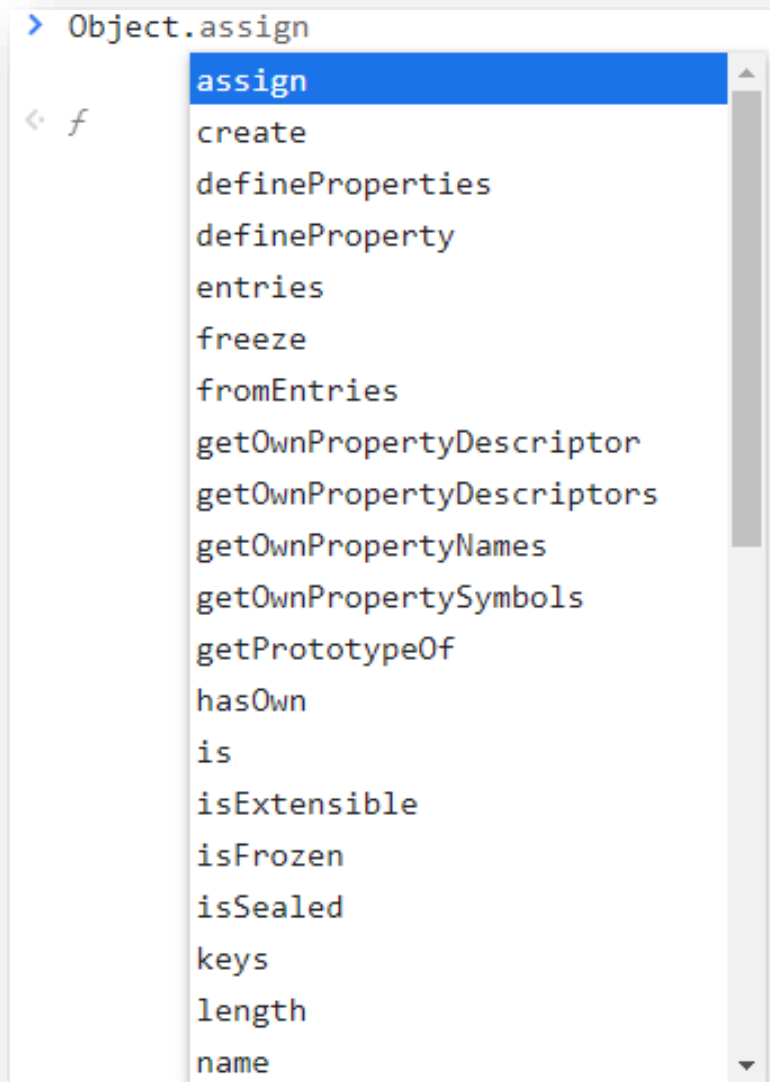 > Object.assign
assign
f
create
defineProperties
defineProperty
entries
freeze
fromEntries
getOwnPropertyDescriptor
getOwnPropertyDescriptors
getOwnPropertyNames
getOwnPropertySymbols
getPrototypeOf
hasOwn
is
isExtensible
isFrozen
isSealed
keys
length
name